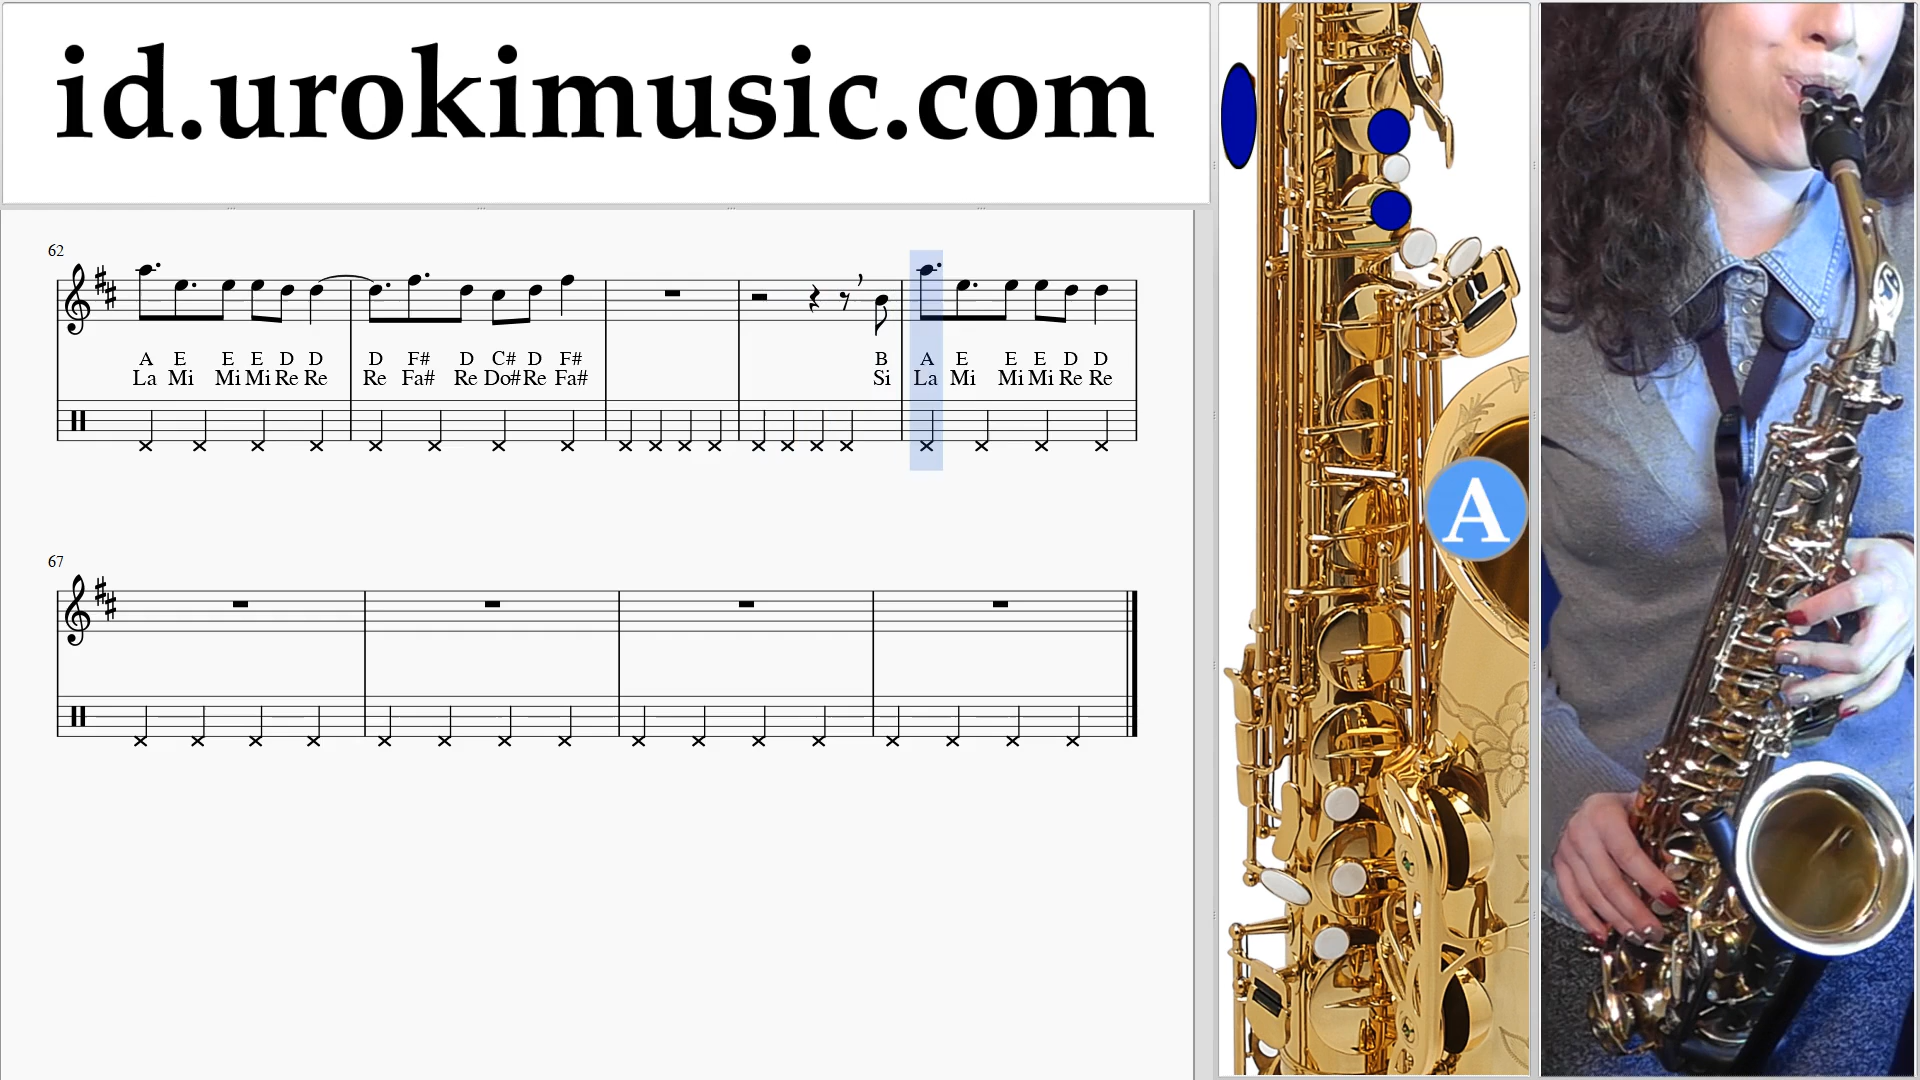 id.urokimusic.com
62
A E E E D D D F# D C# D F# B A E E E D D
La Mi Mi Mi Re Re Re Fa# Re Do# Re Fa# Si La Mi Mi Mi Re Re
A
67